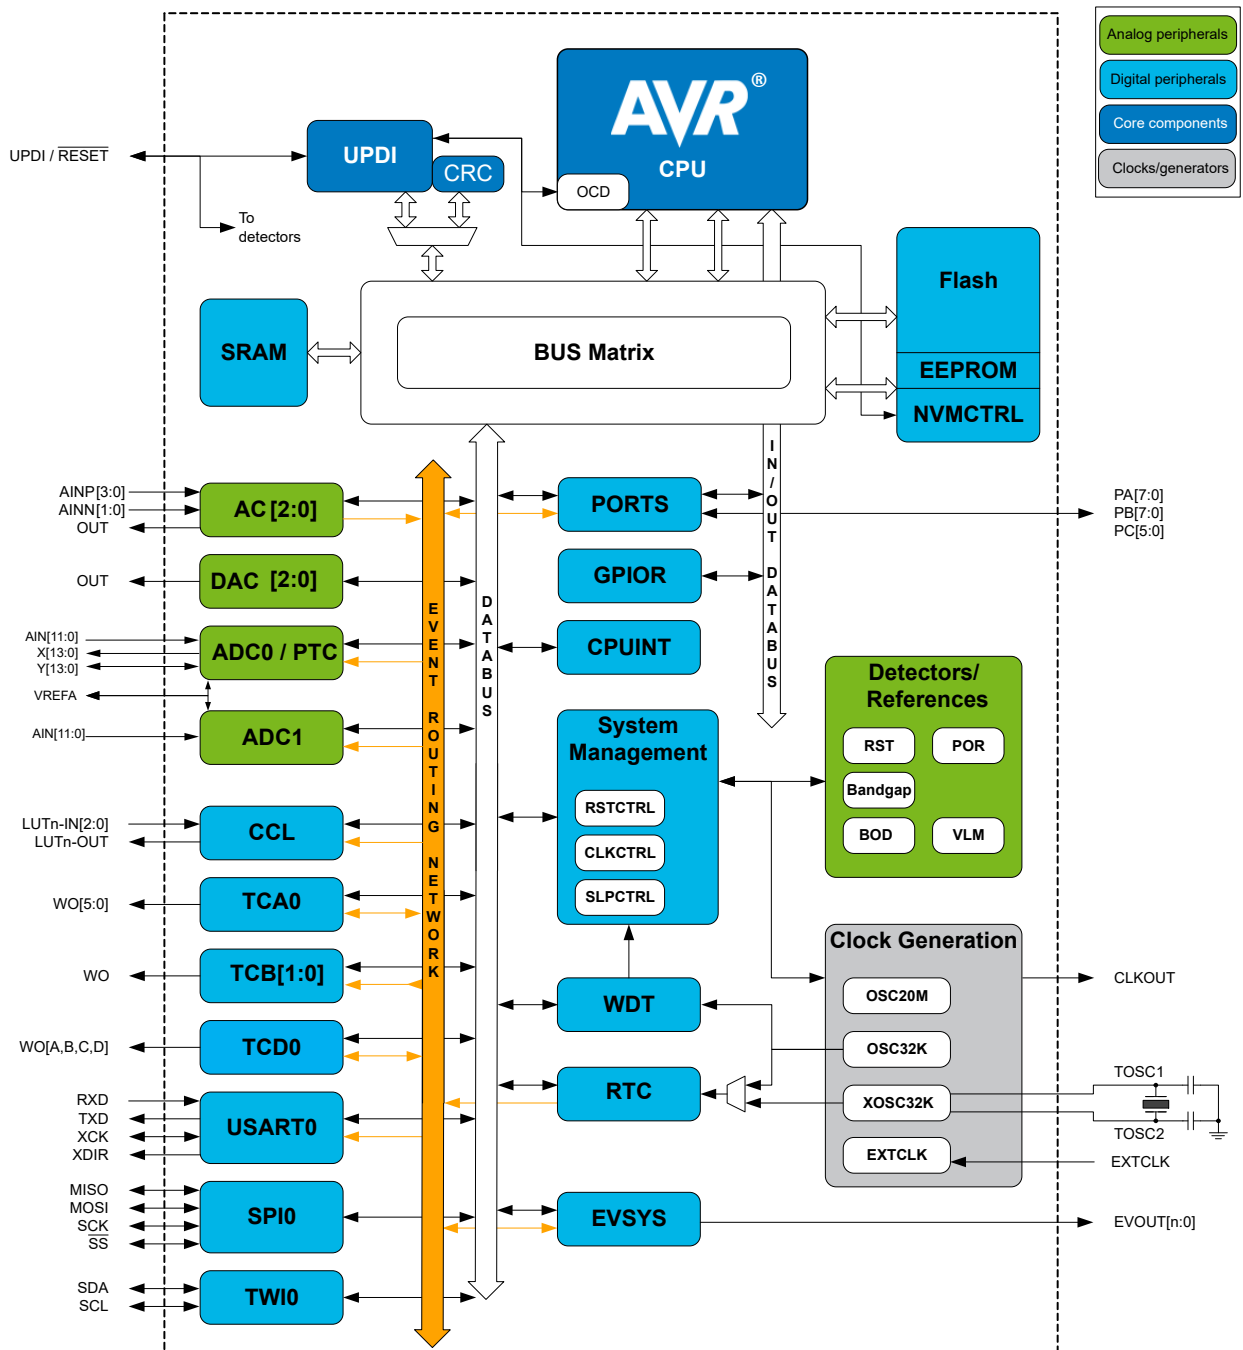 Analog peripherals
Digital peripherals
Core components
Clocks/generators
AVR®
CPU
OCD
UPDI / RESET
UPDI
CRC
To
detectors
Flash
EEPROM
NVMCTRL
SRAM
BUS Matrix
IN/OUT DATABUS
DATABUS
EVENT ROUTING NETWORK
AINP[3:0]
AINN[1:0]
OUT
AC [2:0]
PORTS
PA[7:0]
PB[7:0]
PC[5:0]
OUT
DAC [2:0]
GPIOR
AIN[11:0]
X[13:0]
Y[13:0]
ADC0 / PTC
CPUINT
VREFA
AIN[11:0]
ADC1
System
Management
RSTCTRL
CLKCTRL
SLPCTRL
Detectors/
References
RST
POR
Bandgap
BOD
VLM
LUTn-IN[2:0]
LUTn-OUT
CCL
WO[5:0]
TCA0
WO
TCB[1:0]
WDT
WO[A,B,C,D]
TCD0
RTC
Clock Generation
OSC20M
OSC32K
XOSC32K
EXTCLK
CLKOUT
TOSC1
TOSC2
EXTCLK
RXD
TXD
XCK
XDIR
USART0
MISO
MOSI
SCK
SS
SPI0
EVSYS
EVOUT[n:0]
SDA
SCL
TWI0